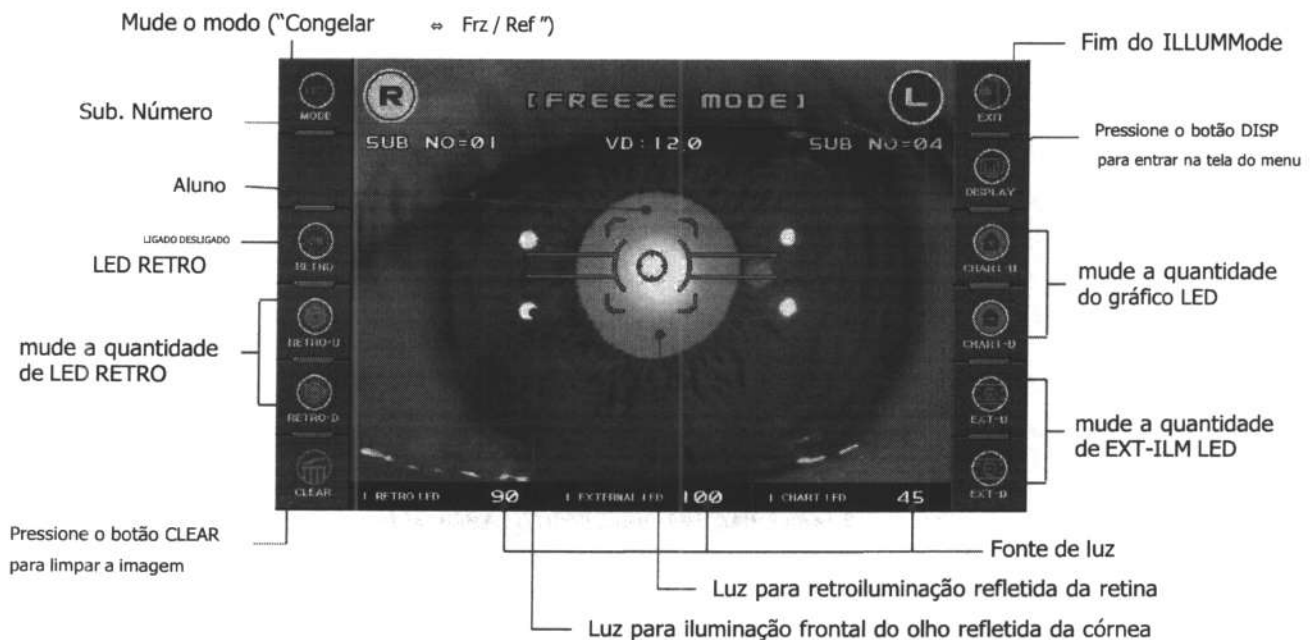 Mude o modo ("Congelar ⇔ Frz / Ref ")
Fim do ILLUMMode
Sub. Número
Pressione o botão DISP
para entrar na tela do menu
Aluno
LIGADO DESLIGADO
LED RETRO
mude a quantidade
do gráfico LED
mude a quantidade
de LED RETRO
mude a quantidade
de EXT-ILM LED
Pressione o botão CLEAR
para limpar a imagem
Fonte de luz
Luz para retroiluminação refletida da retina
Luz para iluminação frontal do olho refletida da córnea
MODE
R
[FREEZE MODE]
L
EXIT
SUB NO=01
VD:12.0
SUB NO=04
DISPLAY
RETRO
CHART-U
RETRO-U
CHART-D
RETRO-D
EXT-U
CLEAR
EXT-D
RETRO LED 90
EXTERNAL LED 100
CHART LED 45